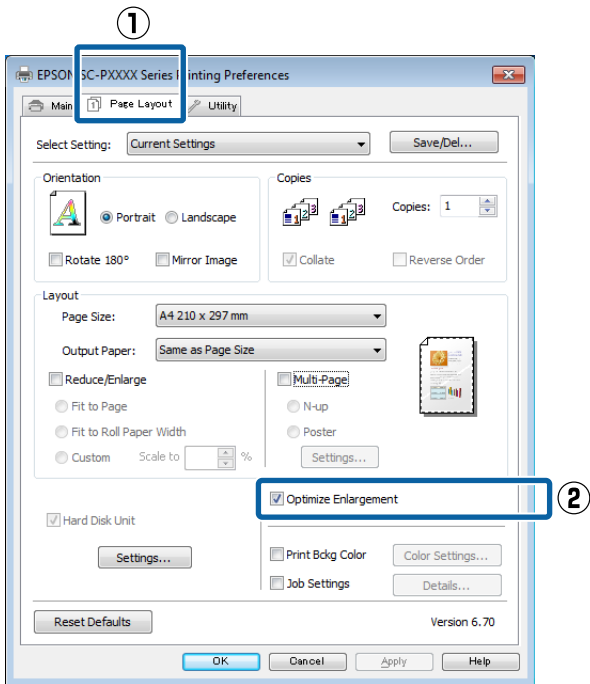 ①
EPSON SC-PXXXX Series Printing Preferences
Main Page Layout Utility
Select Setting: Current Settings Save/Del...
Orientation
Portrait Landscape
Rotate 180° Mirror Image
Copies
Copies: 1
Collate Reverse Order
Layout
Page Size: A4 210 x 297 mm
Output Paper: Same as Page Size
Reduce/Enlarge
Fit to Page
Fit to Roll Paper Width
Custom Scale to %
Multi-Page
N-up
Poster
Settings...
Optimize Enlargement ②
Hard Disk Unit
Settings...
Print Bckg Color Color Settings...
Job Settings Details...
Reset Defaults Version 6.70
OK Cancel Apply Help